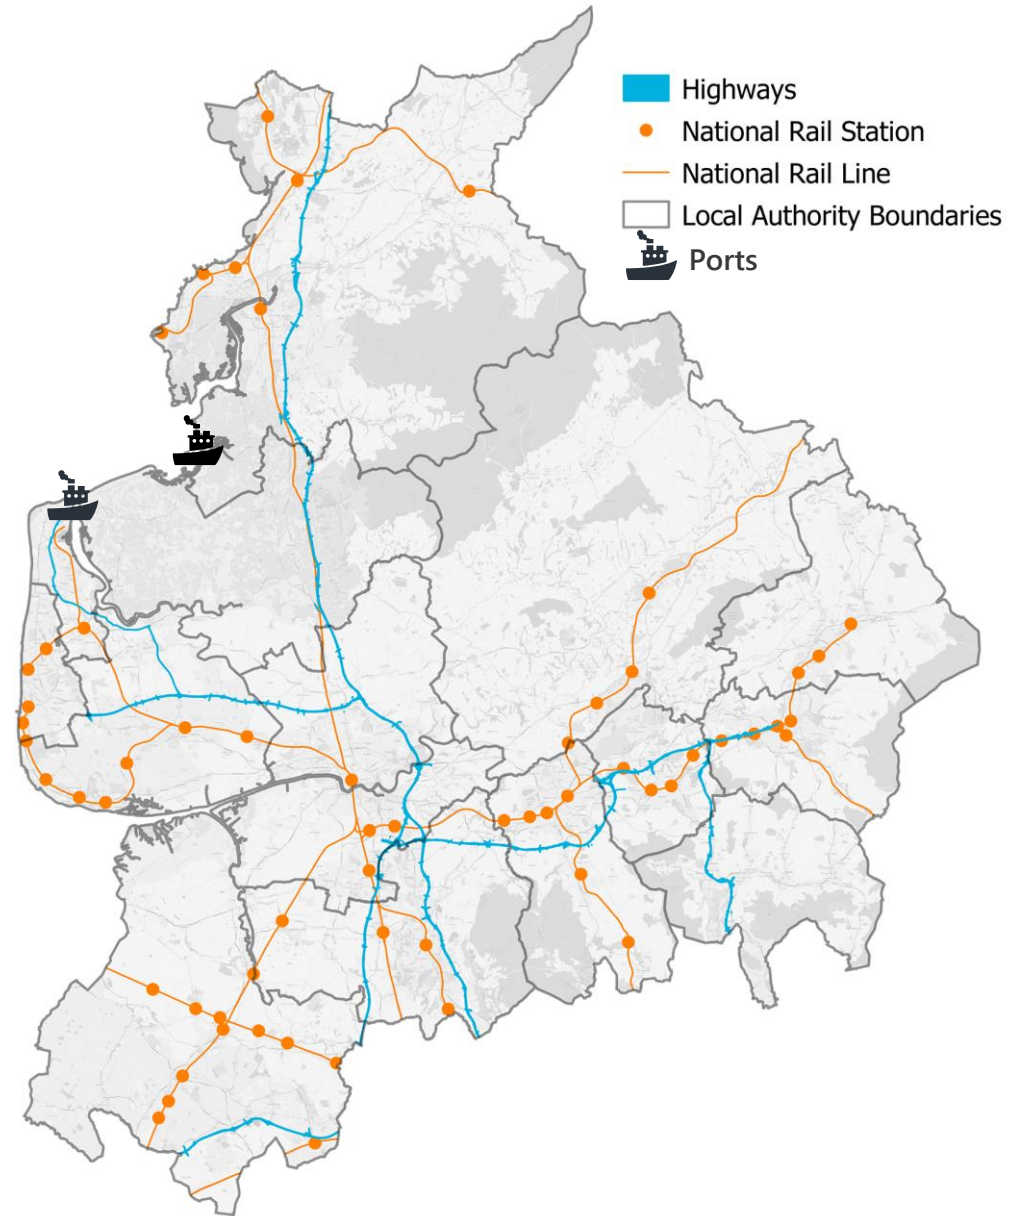 Highways
National Rail Station
National Rail Line
Local Authority Boundaries
Ports